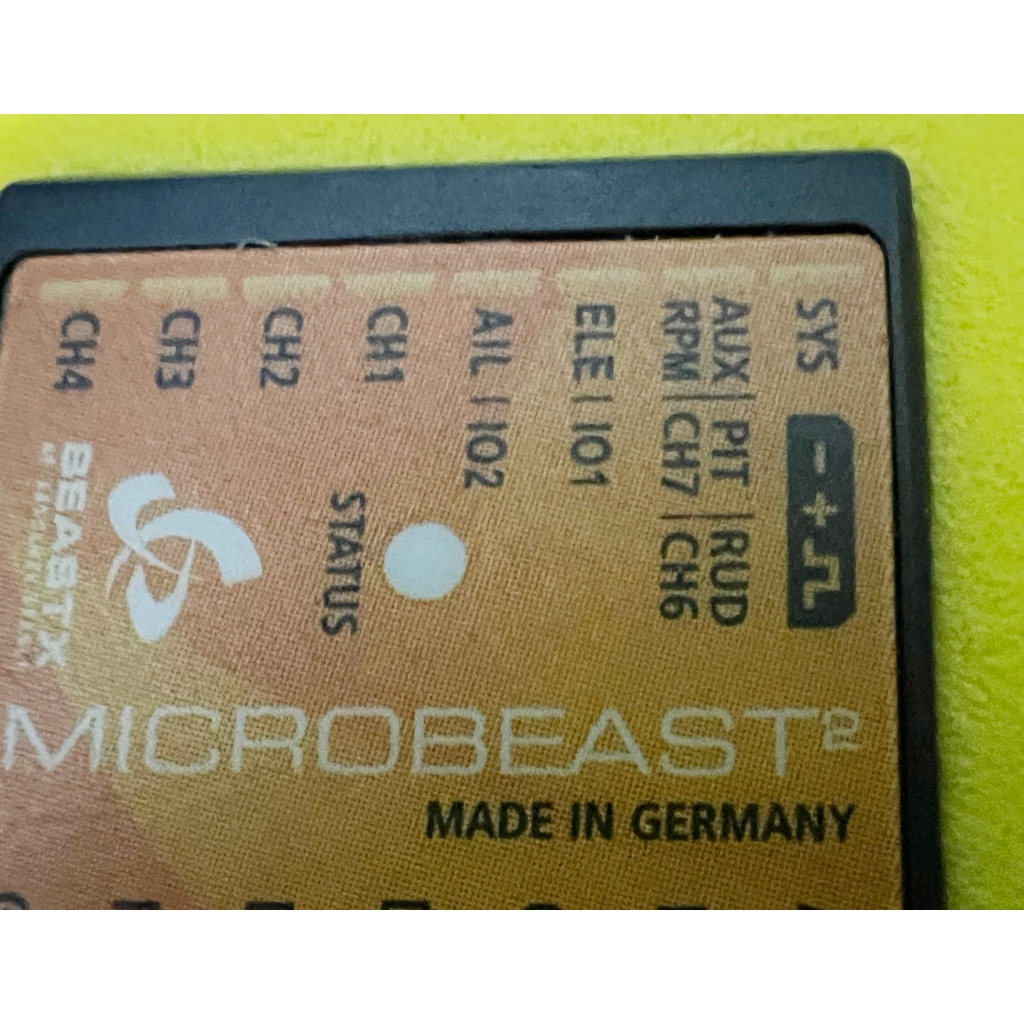 SYS
AUX | PIT | RUD
RPM | CH7 | CH6
ELE | IO1
AIL | IO2
CH1
CH2
CH3
CH4
STATUS
BEASTX
MICROBEAST²
MADE IN GERMANY